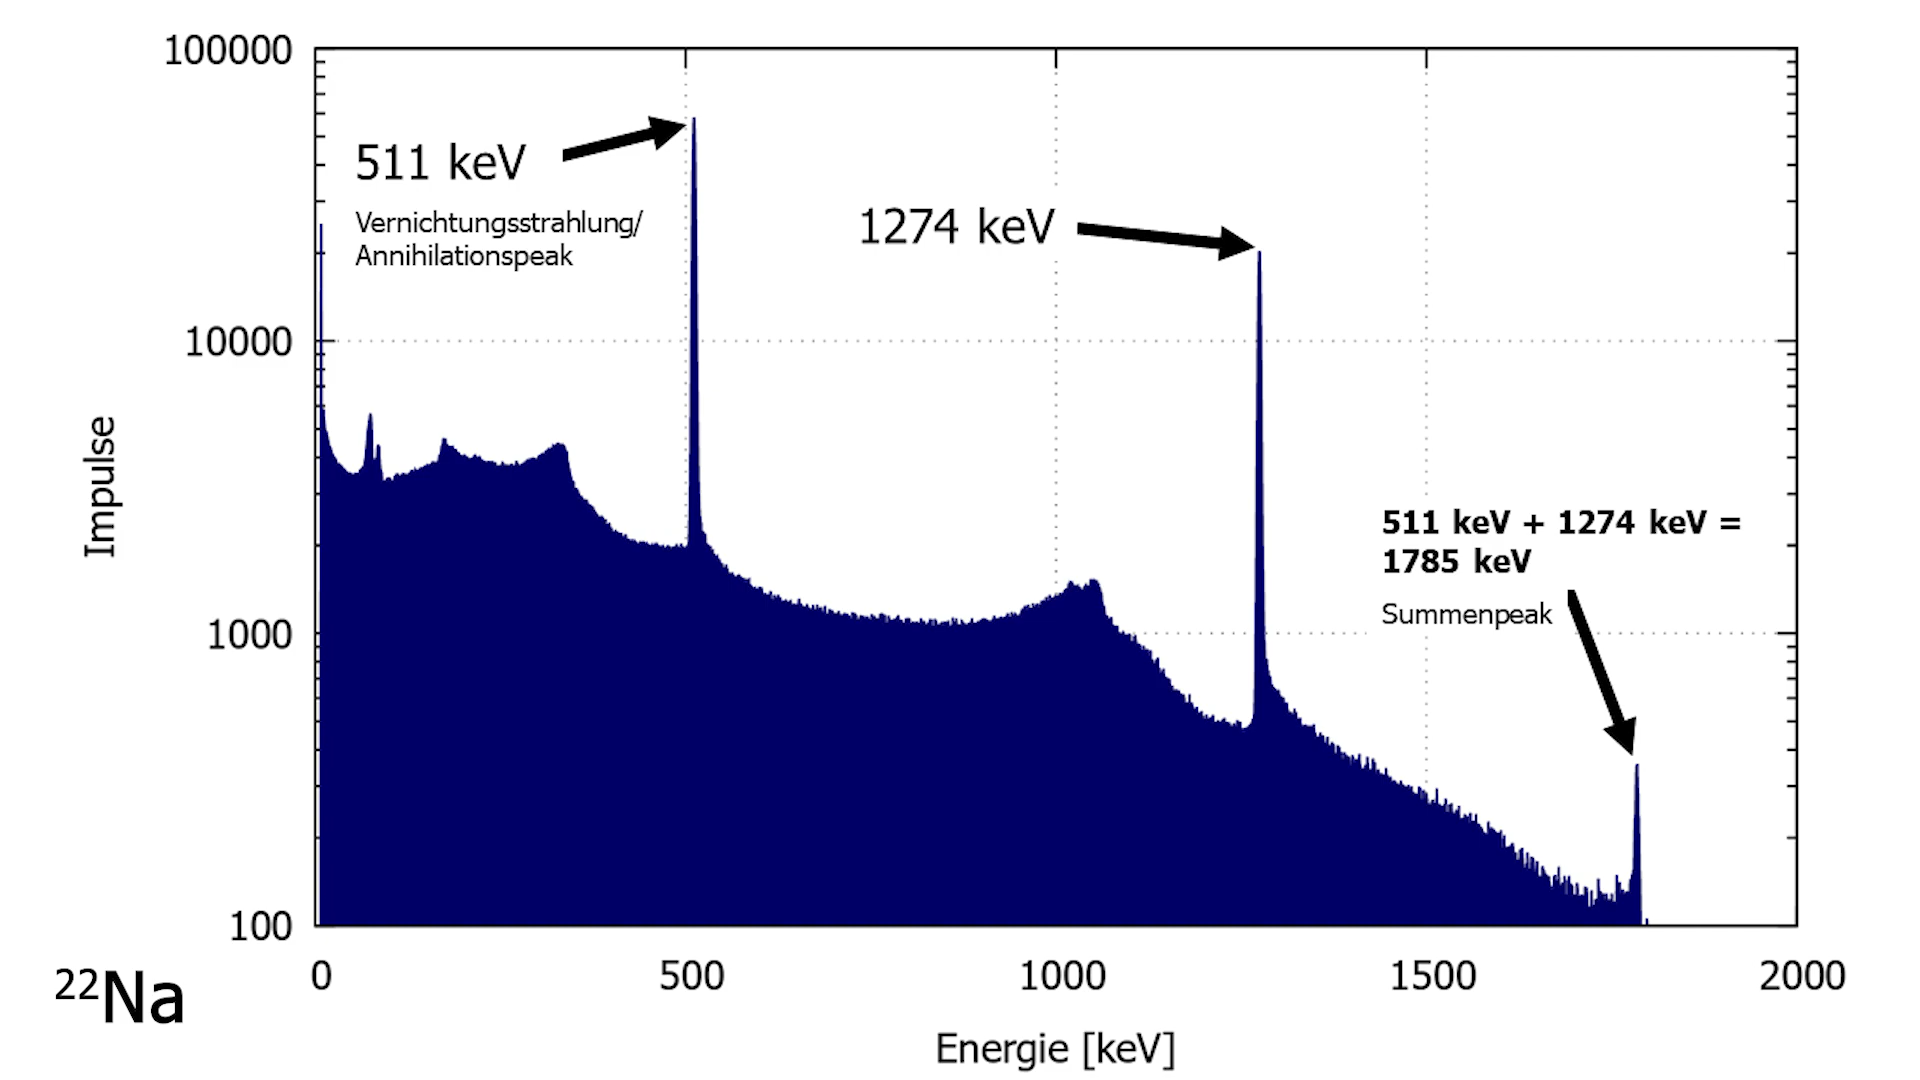 100000
10000
1000
100
Impulse
511 keV
Vernichtungsstrahlung/
Annihilationspeak
1274 keV
511 keV + 1274 keV =
1785 keV
Summenpeak
0 500 1000 1500 2000
Energie [keV]
²²Na